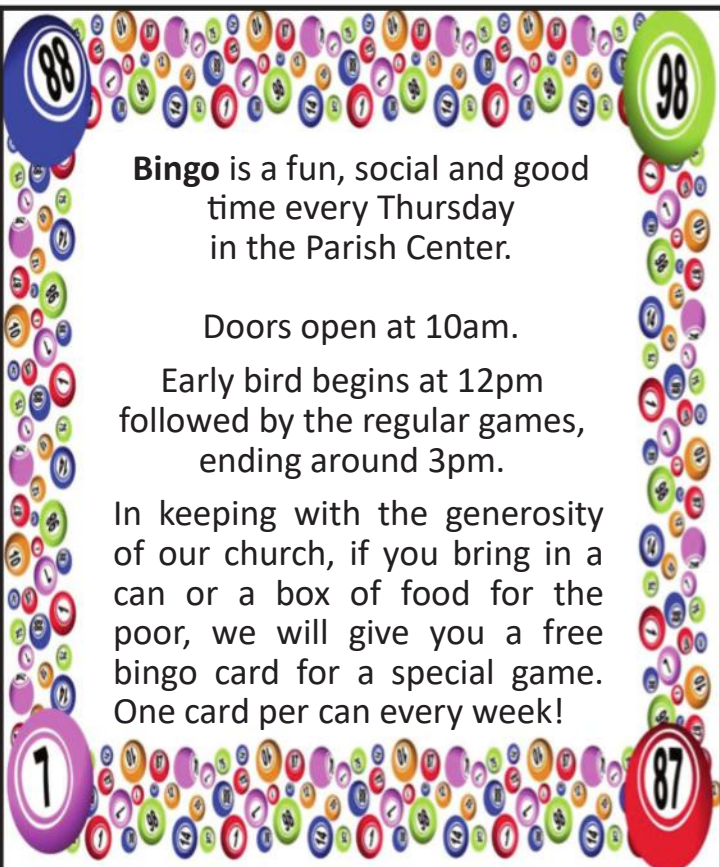 88
98
Bingo is a fun, social and good
time every Thursday
in the Parish Center.
Doors open at 10am.
Early bird begins at 12pm
followed by the regular games,
ending around 3pm.
In keeping with the generosity
of our church, if you bring in a
can or a box of food for the
poor, we will give you a free
bingo card for a special game.
One card per can every week!
7
87